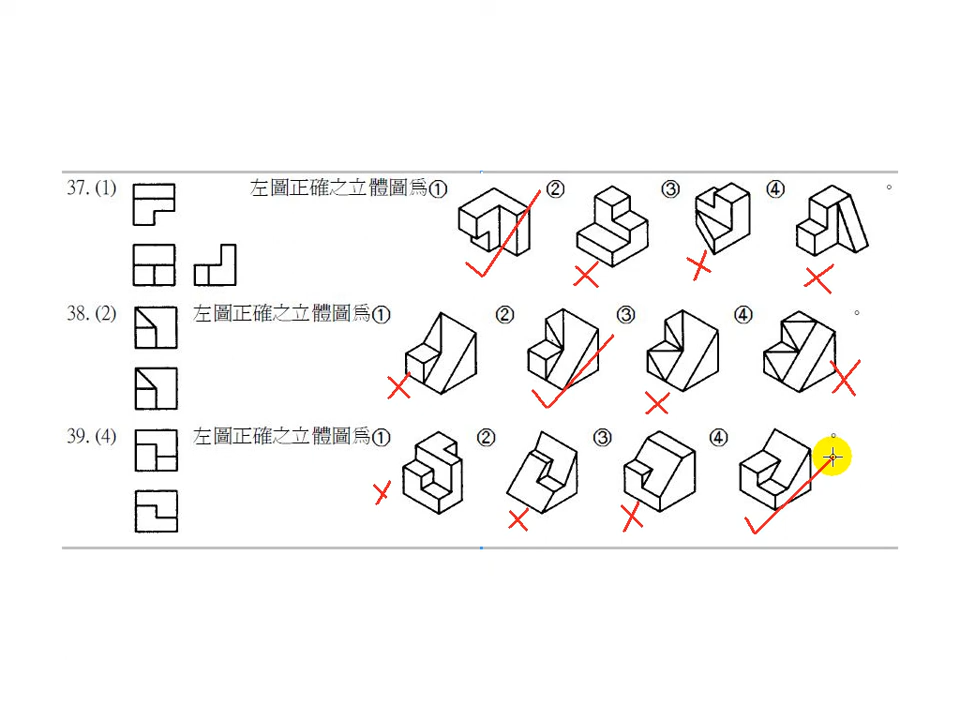 37. (1) 左圖正確之立體圖爲① ② ③ ④ 。
38. (2) 左圖正確之立體圖爲① ② ③ ④ 。
39. (4) 左圖正確之立體圖爲① ② ③ ④ 。